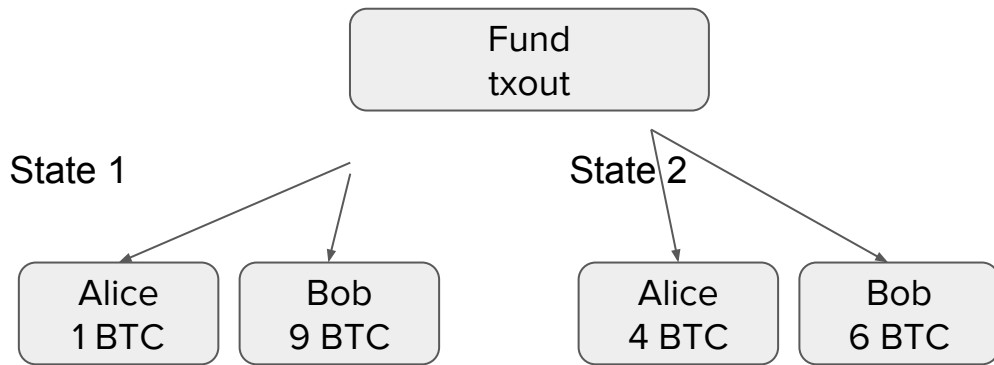 Fund
txout
State 1
State 2
Alice
1 BTC
Bob
9 BTC
Alice
4 BTC
Bob
6 BTC